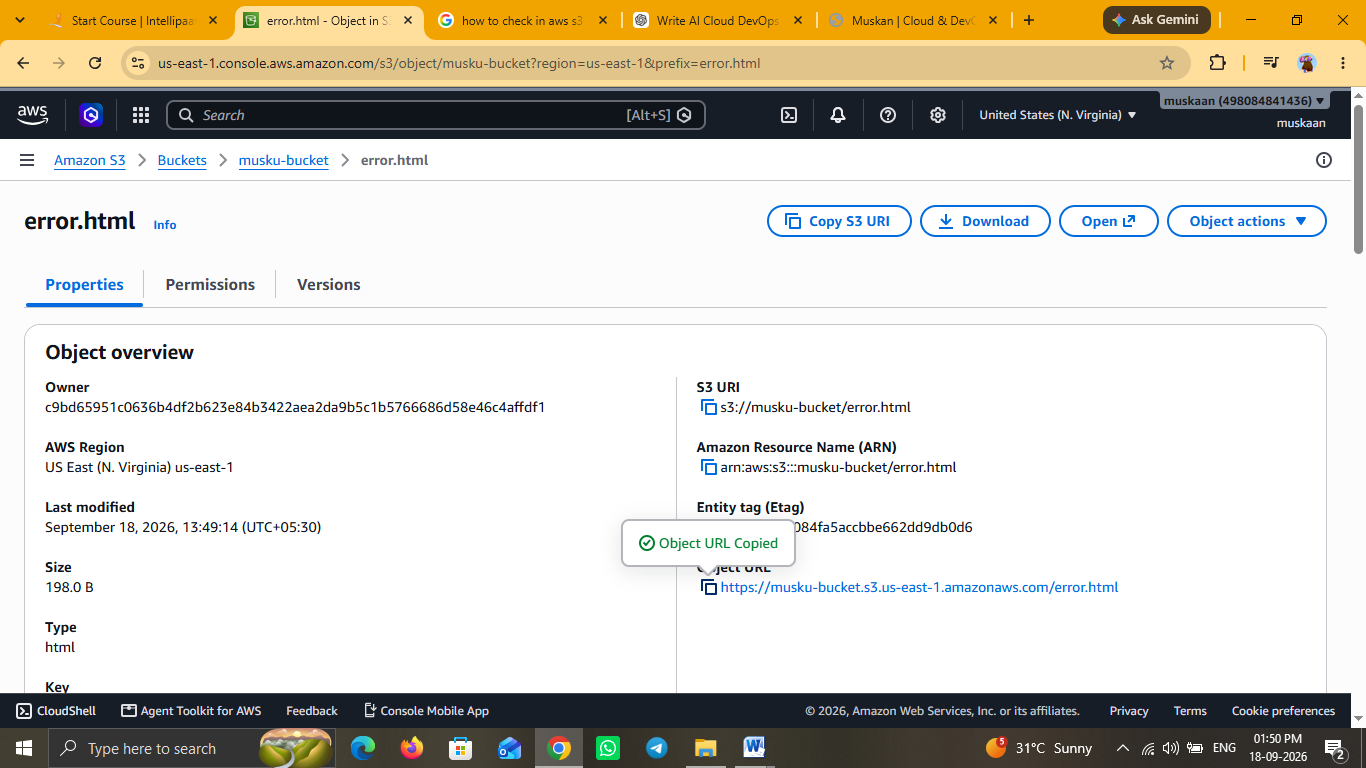 Start Course | Intellipaa
error.html - Object in S
how to check in aws s3
Write AI Cloud DevOps
Muskan | Cloud & Dev
Ask Gemini
us-east-1.console.aws.amazon.com/s3/object/musku-bucket?region=us-east-1&prefix=error.html
aws
Search
[Alt+S]
United States (N. Virginia)
muskaan (498084841436)
muskaan
Amazon S3
Buckets
musku-bucket
error.html
error.html
Info
Copy S3 URI
Download
Open
Object actions
Properties
Permissions
Versions
Object overview
Owner
c9bd65951c0636b4df2b623e84b3422aea2da9b5c1b5766686d58e46c4affdf1
AWS Region
US East (N. Virginia) us-east-1
Last modified
September 18, 2026, 13:49:14 (UTC+05:30)
Size
198.0 B
Type
html
Key
S3 URI
s3://musku-bucket/error.html
Amazon Resource Name (ARN)
arn:aws:s3:::musku-bucket/error.html
Entity tag (Etag)
084fa5accbbe662dd9db0d6
Object URL Copied
Object URL
https://musku-bucket.s3.us-east-1.amazonaws.com/error.html
CloudShell
Agent Toolkit for AWS
Feedback
Console Mobile App
© 2026, Amazon Web Services, Inc. or its affiliates.
Privacy
Terms
Cookie preferences
Type here to search
5
31°C Sunny
ENG
01:50 PM
18-09-2026
2